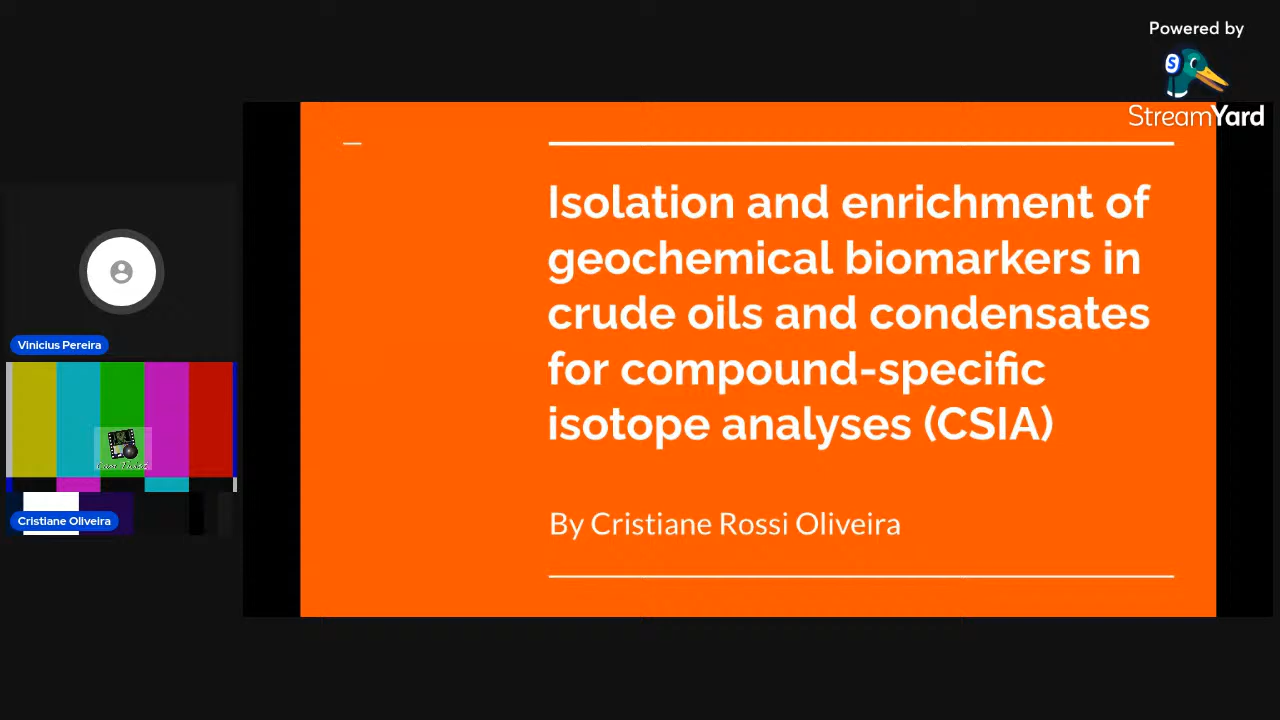 Powered by
StreamYard
Isolation and enrichment of
geochemical biomarkers in
crude oils and condensates
for compound-specific
isotope analyses (CSIA)
By Cristiane Rossi Oliveira
Vinicius Pereira
Cristiane Oliveira